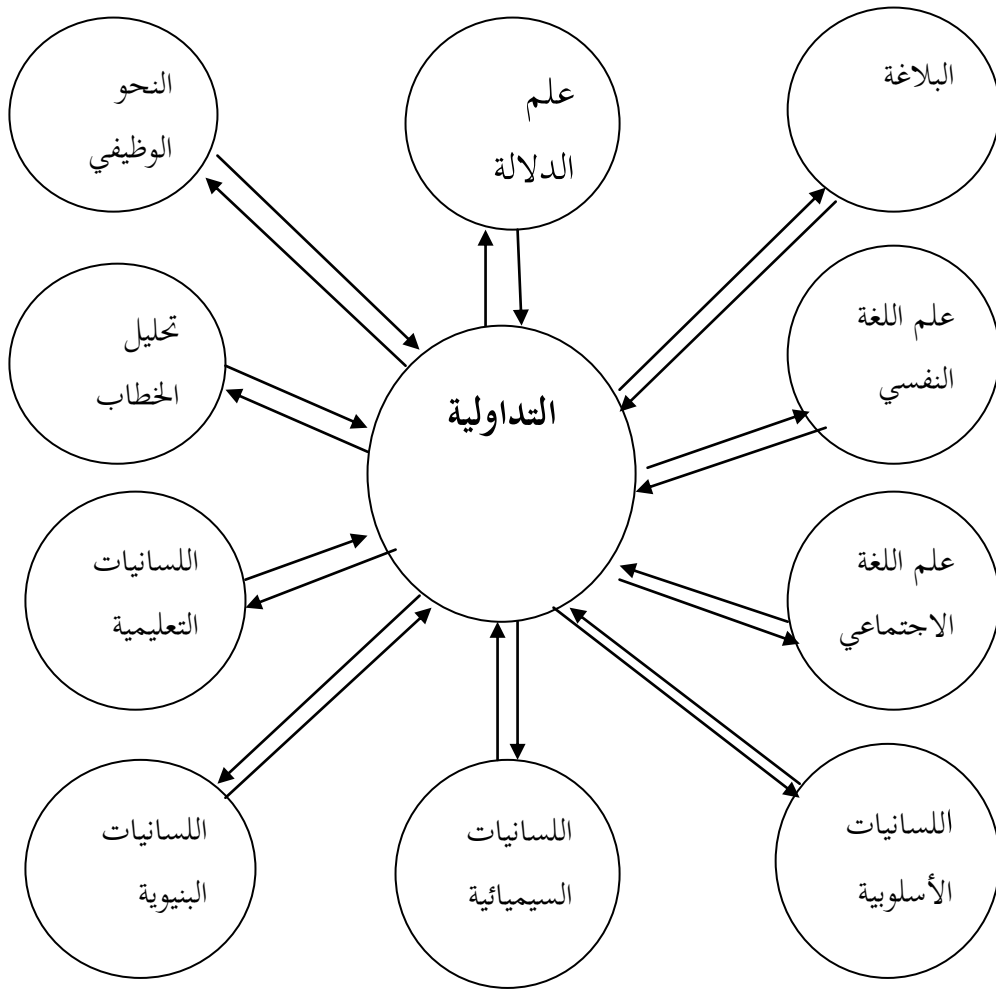 البلاغة
علم
الدلالة
النحو
الوظيفي
علم اللغة
النفسي
التداولية
تحليل
الخطاب
علم اللغة
الاجتماعي
اللسانيات
التعليمية
اللسانيات
الأسلوبية
اللسانيات
السيميائية
اللسانيات
البنيوية